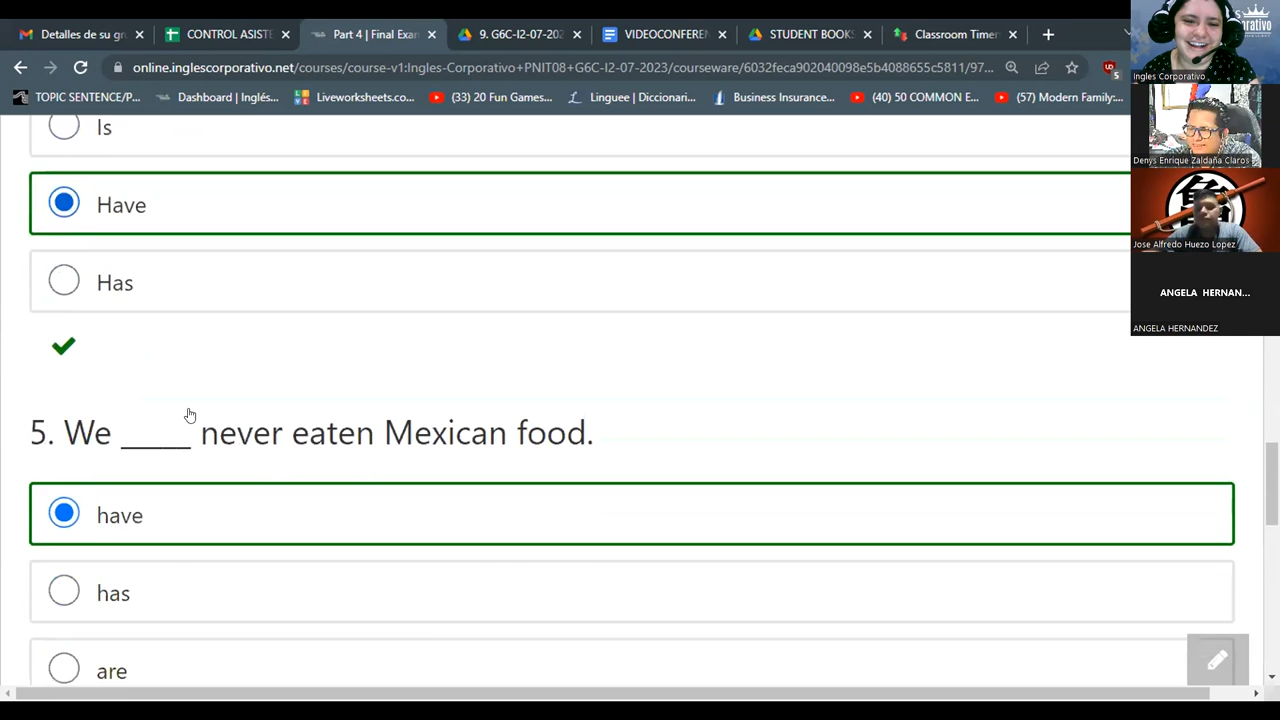 Detalles de su gr
CONTROL ASISTE
Part 4 | Final Exan
9. G6C-I2-07-202
VIDEOCONFEREN
STUDENT BOOKS
Classroom Timer
online.inglescorporativo.net/courses/course-v1:Ingles-Corporativo+PNIT08+G6C-I2-07-2023/courseware/6032feca902040098e5b4088655c5811/97...
TOPIC SENTENCE/P...
Dashboard | Inglés...
Liveworksheets.co...
(33) 20 Fun Games...
Linguee | Diccionari...
Business Insurance...
(40) 50 COMMON E...
(57) Modern Family:...
Ingles Corporativo
Denys Enrique Zaldaña Claros
Jose Alfredo Huezo Lopez
ANGELA HERNAN...
ANGELA HERNANDEZ
Is
Have
Has
5. We _____ never eaten Mexican food.
have
has
are